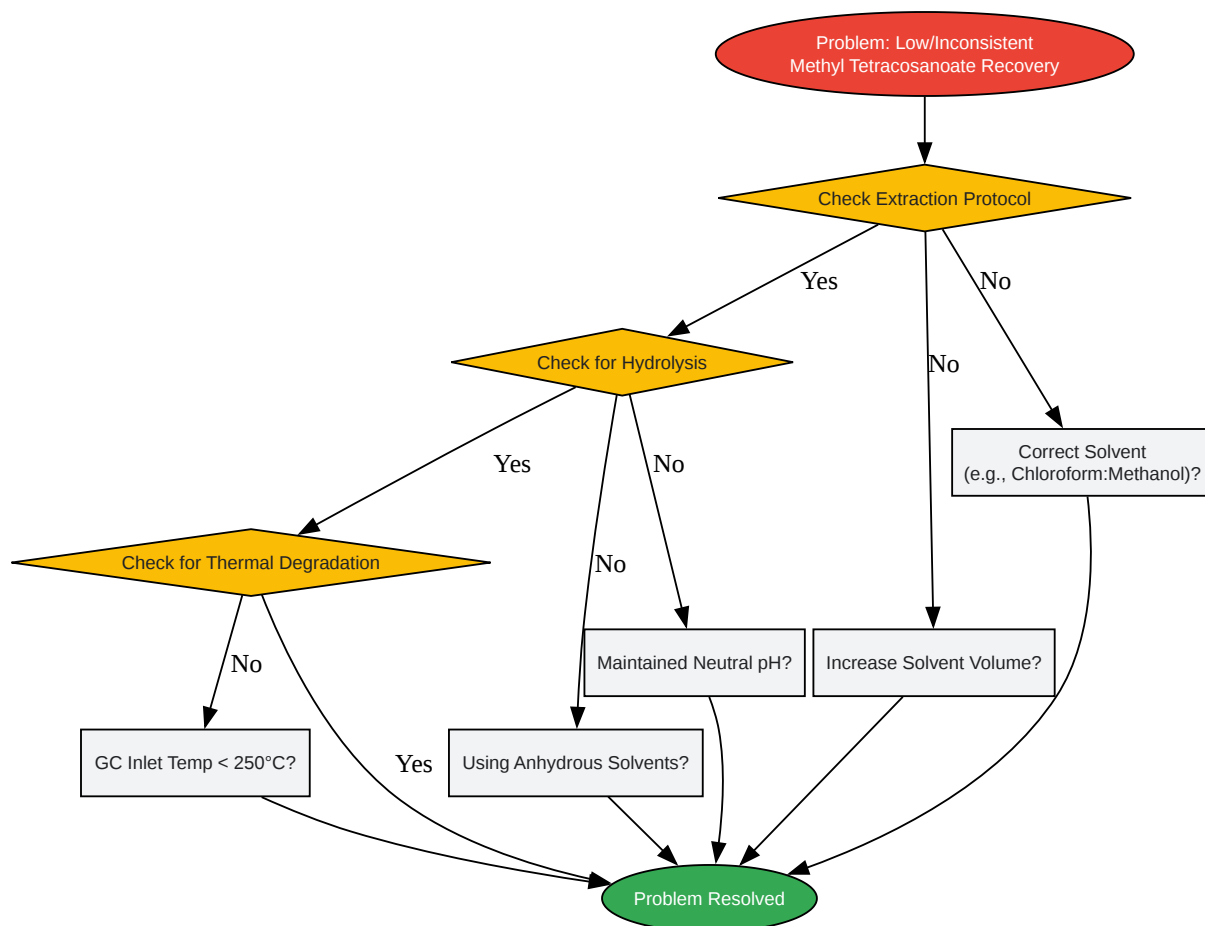 Problem: Low/Inconsistent
Methyl Tetracosanoate Recovery
Check Extraction Protocol
Yes
No
No
Check for Hydrolysis
Correct Solvent
(e.g., Chloroform:Methanol)?
Yes
No
No
Check for Thermal Degradation
No
Maintained Neutral pH?
Increase Solvent Volume?
Yes
GC Inlet Temp < 250°C?
Using Anhydrous Solvents?
Problem Resolved